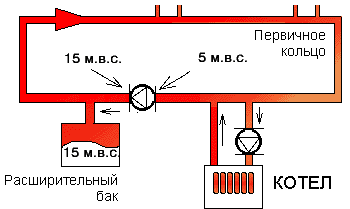 Первичное
кольцо
15 м.в.с.
5 м.в.с.
15 м.в.с.
Расширительный
бак
КОТЕЛ